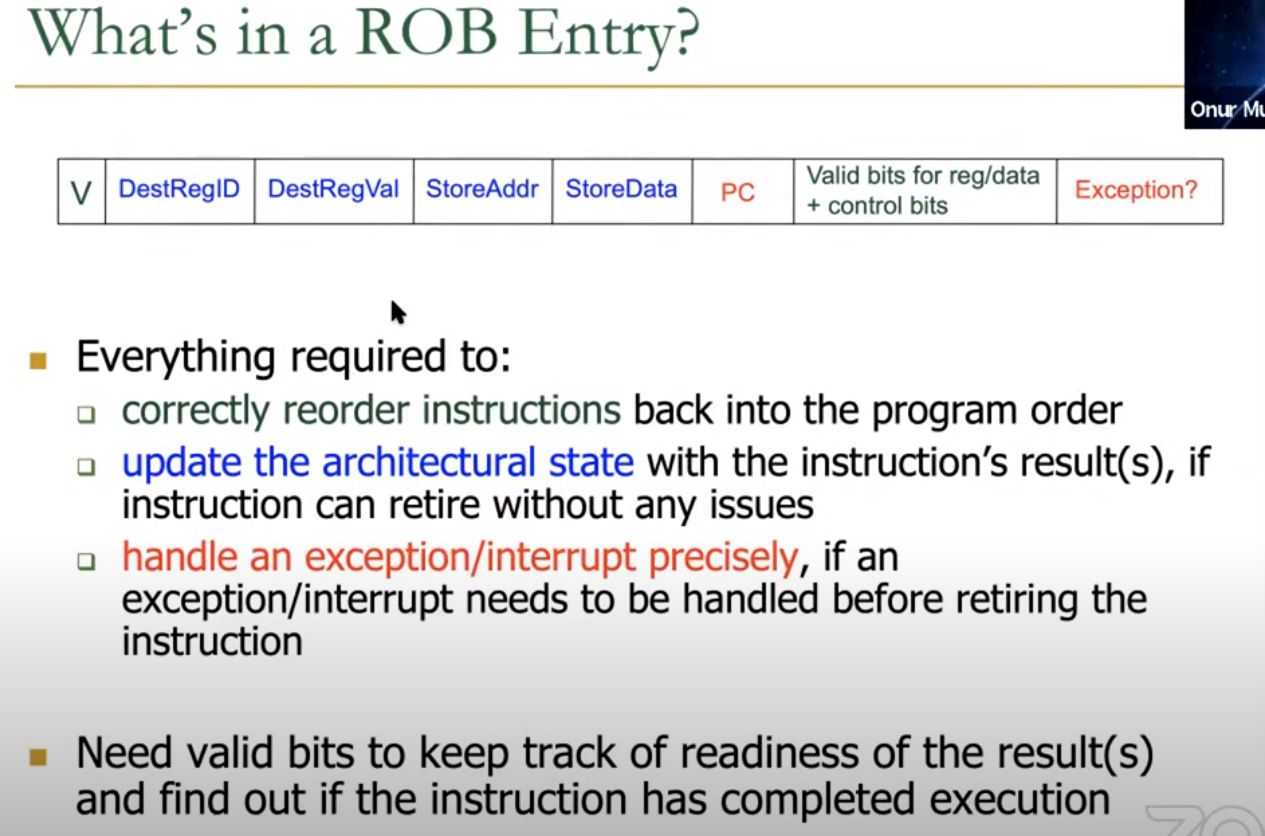 What's in a ROB Entry?
Onur Mu
V DestRegID DestRegVal StoreAddr StoreData PC Valid bits for reg/data
+ control bits Exception?
Everything required to:
correctly reorder instructions back into the program order
update the architectural state with the instruction's result(s), if
instruction can retire without any issues
handle an exception/interrupt precisely, if an
exception/interrupt needs to be handled before retiring the
instruction
Need valid bits to keep track of readiness of the result(s)
and find out if the instruction has completed execution